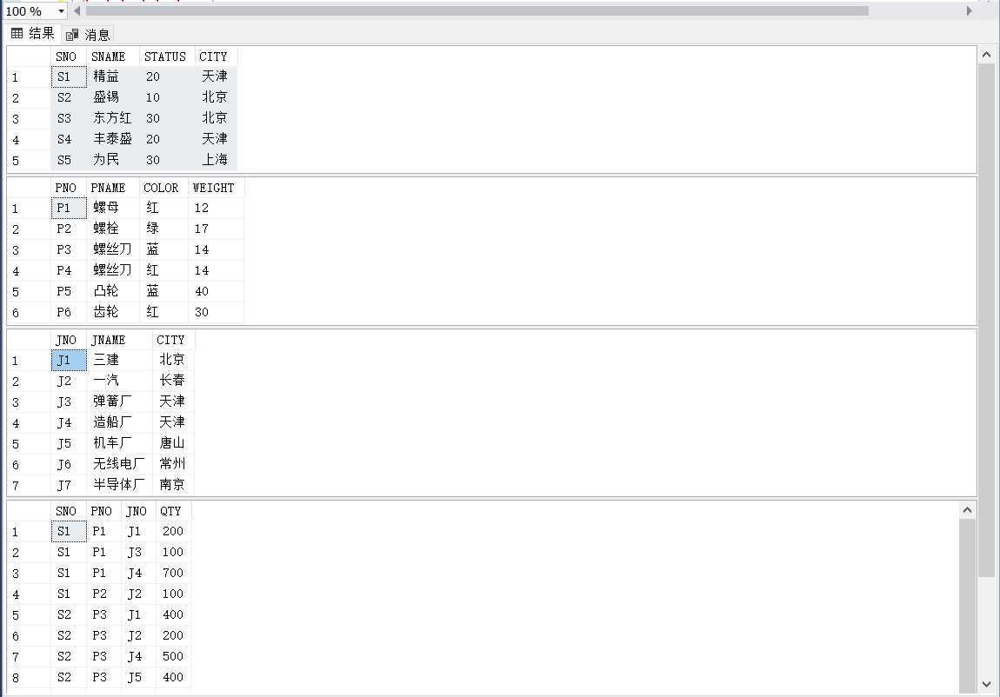 100 %
结果 消息
SNO SNAME STATUS CITY
1 S1 精益 20 天津
2 S2 盛锡 10 北京
3 S3 东方红 30 北京
4 S4 丰泰盛 20 天津
5 S5 为民 30 上海
PNO PNAME COLOR WEIGHT
1 P1 螺母 红 12
2 P2 螺栓 绿 17
3 P3 螺丝刀 蓝 14
4 P4 螺丝刀 红 14
5 P5 凸轮 蓝 40
6 P6 齿轮 红 30
JNO JNAME CITY
1 J1 三建 北京
2 J2 一汽 长春
3 J3 弹簧厂 天津
4 J4 造船厂 天津
5 J5 机车厂 唐山
6 J6 无线电厂 常州
7 J7 半导体厂 南京
SNO PNO JNO QTY
1 S1 P1 J1 200
2 S1 P1 J3 100
3 S1 P1 J4 700
4 S1 P2 J2 100
5 S2 P3 J1 400
6 S2 P3 J2 200
7 S2 P3 J4 500
8 S2 P3 J5 400